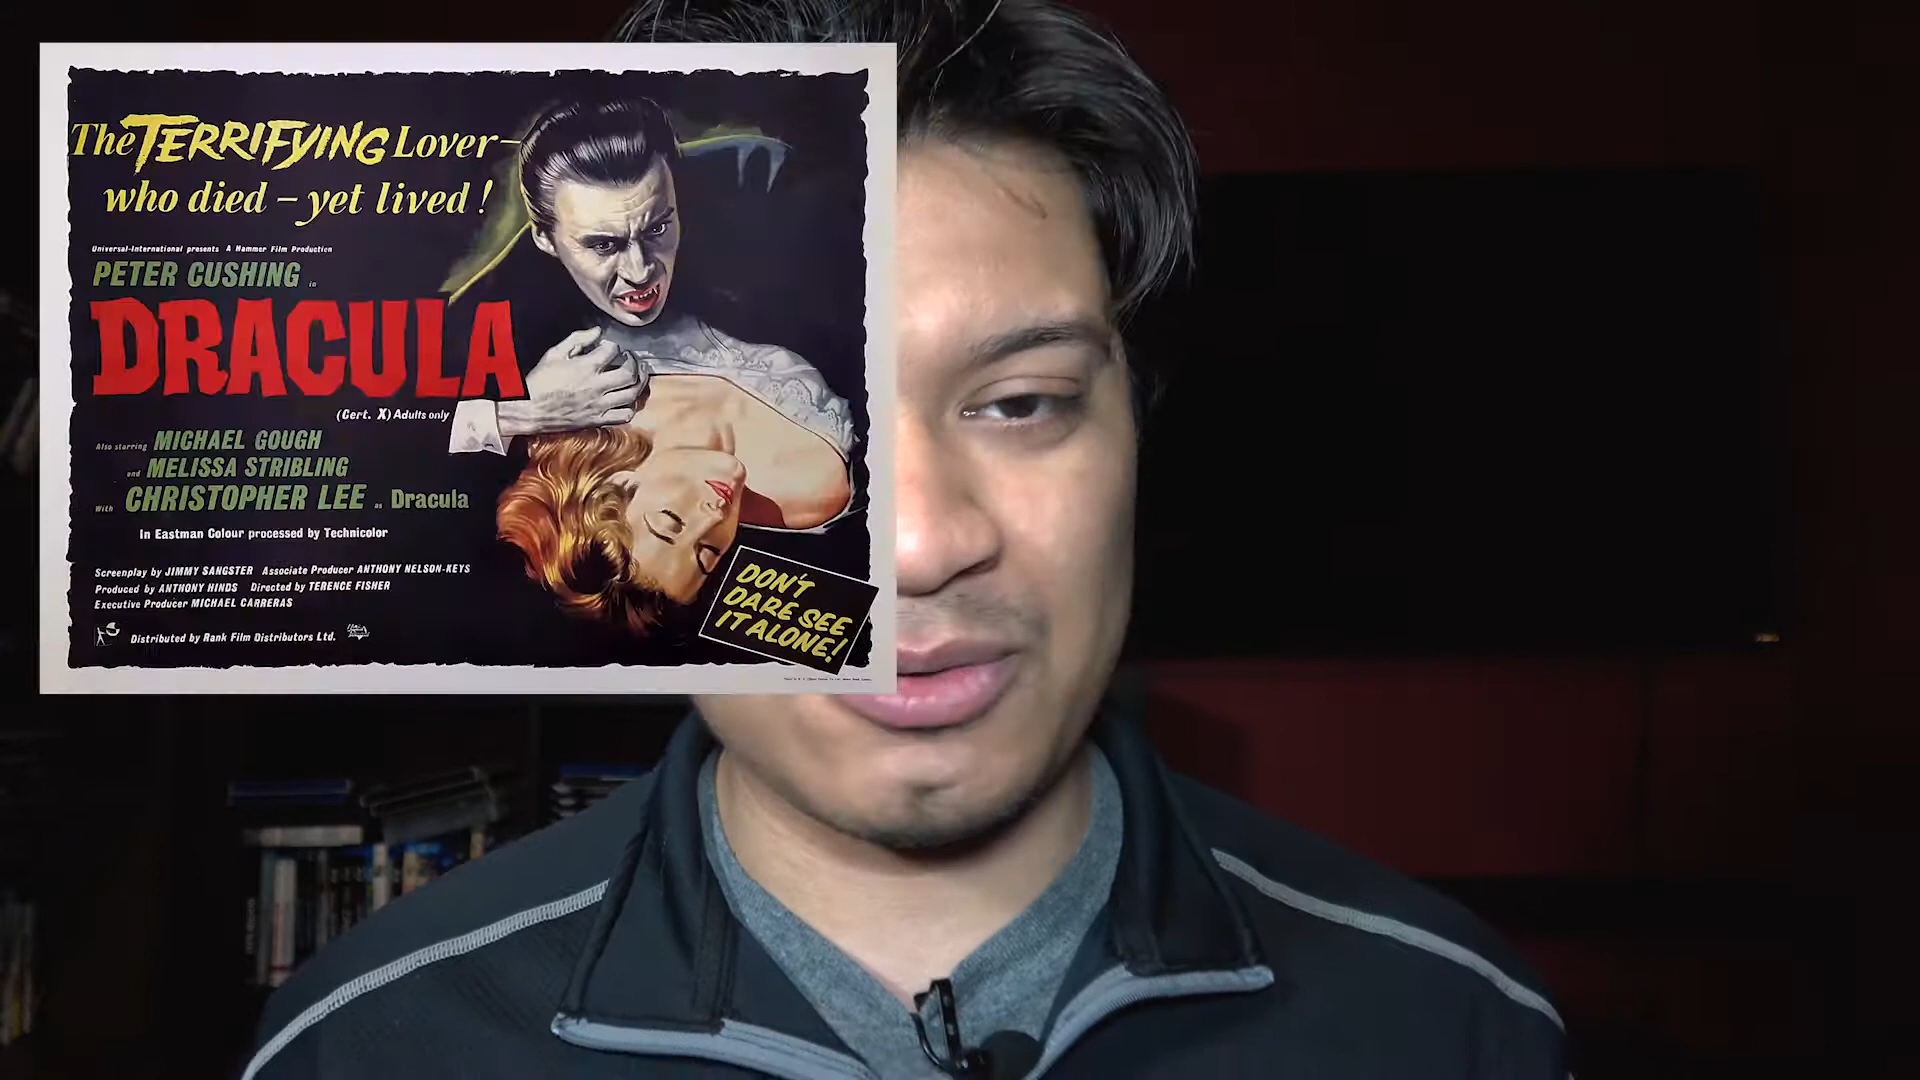 The TERRIFYING Lover –
who died – yet lived!
Universal-International presents A Hammer Film Production
PETER CUSHING in
DRACULA
(Cert. X) Adults only
Also starring MICHAEL GOUGH
and MELISSA STRIBLING
With CHRISTOPHER LEE as Dracula
In Eastman Colour processed by Technicolor
Screenplay by JIMMY SANGSTER Associate Producer ANTHONY NELSON-KEYS
Produced by ANTHONY HINDS Directed by TERENCE FISHER
Executive Producer MICHAEL CARRERAS
Distributed by Rank Film Distributors Ltd.
DON'T
DARE SEE
IT ALONE!